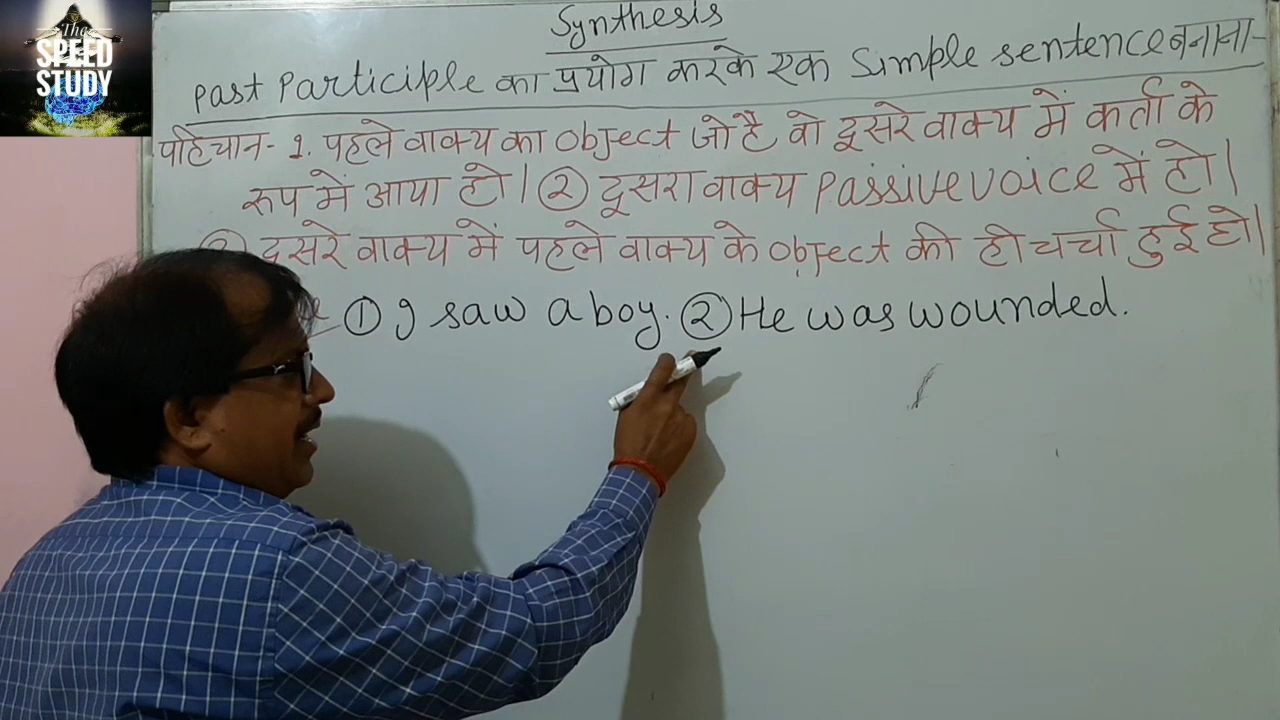 The
SPEED
STUDY
Synthesis
Past Participle का प्रयोग करके एक Simple sentence बनाना-
पहिचान- 1. पहले वाक्य का object जो है वो दूसरे वाक्य में कर्ता के
रूप में आया हो। ② दूसरा वाक्य Passive voice में हो।
दूसरे वाक्य में पहले वाक्य के object की ही चर्चा हुई हो।
① I saw a boy. ② He was wounded.